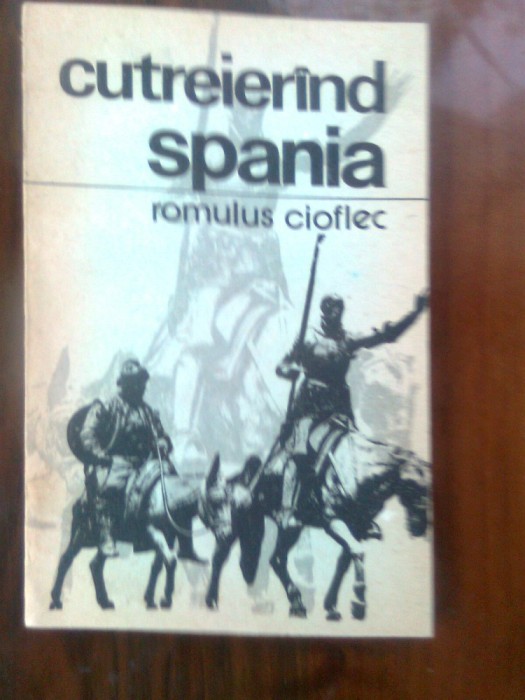 cutreierînd
spania
romulus cioflec